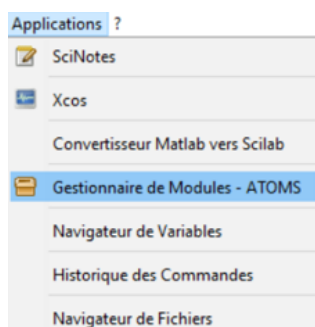 Applications ?
SciNotes
Xcos
Convertisseur Matlab vers Scilab
Gestionnaire de Modules - ATOMS
Navigateur de Variables
Historique des Commandes
Navigateur de Fichiers